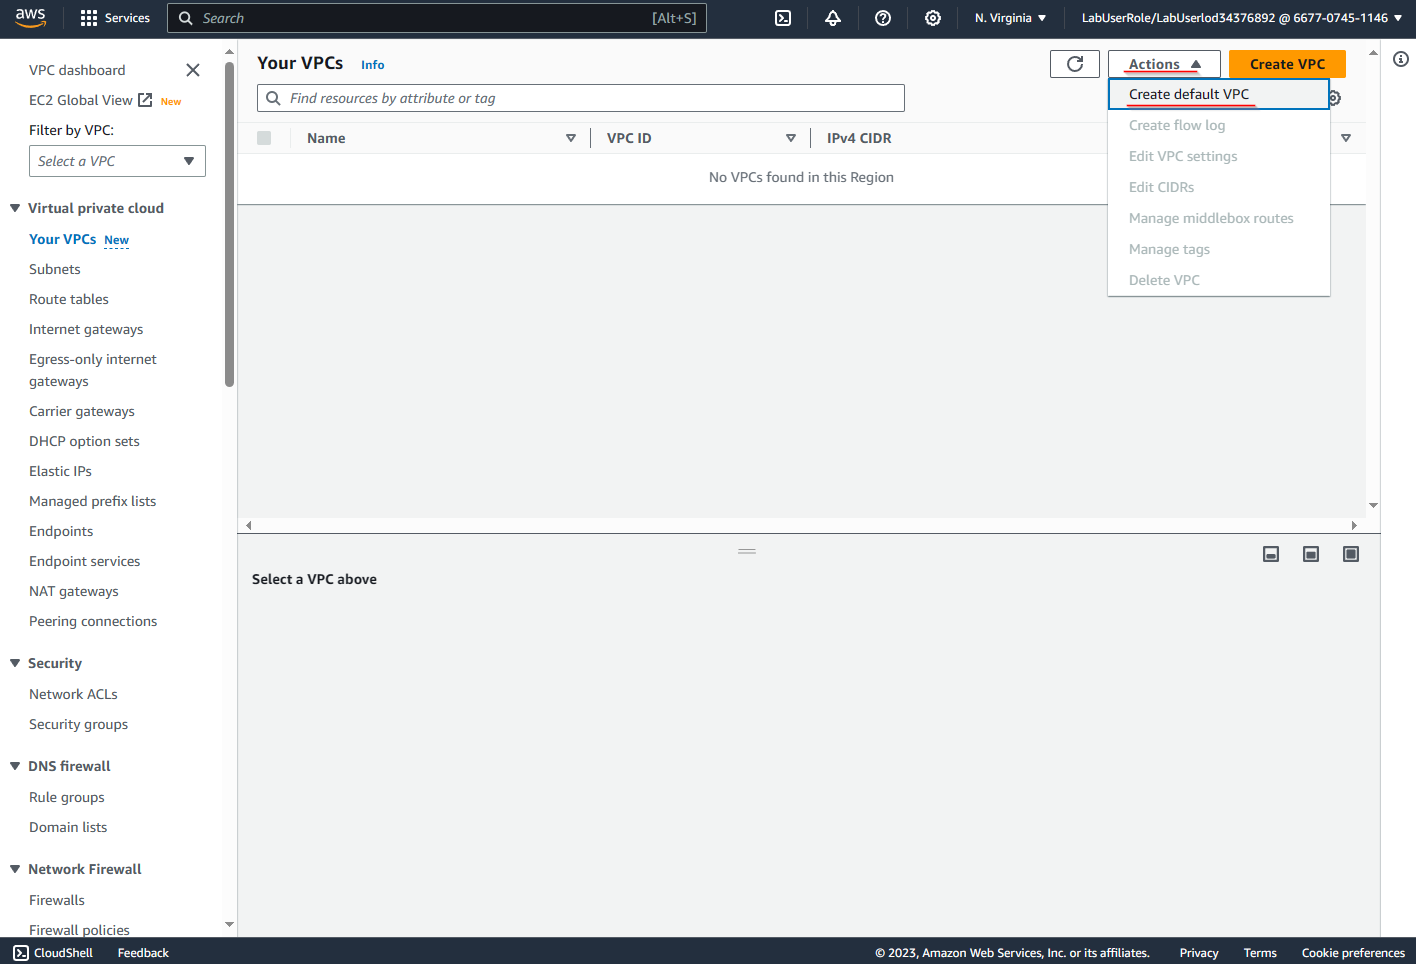 aws
Services
Search
[Alt+S]
N. Virginia
LabUserRole/LabUserlod34376892 @ 6677-0745-1146
VPC dashboard
EC2 Global View New
Filter by VPC:
Select a VPC
Virtual private cloud
Your VPCs New
Subnets
Route tables
Internet gateways
Egress-only internet
gateways
Carrier gateways
DHCP option sets
Elastic IPs
Managed prefix lists
Endpoints
Endpoint services
NAT gateways
Peering connections
Security
Network ACLs
Security groups
DNS firewall
Rule groups
Domain lists
Network Firewall
Firewalls
Firewall policies
Your VPCs Info
Actions
Create VPC
Find resources by attribute or tag
Create default VPC
Create flow log
Edit VPC settings
Edit CIDRs
Manage middlebox routes
Manage tags
Delete VPC
Name
VPC ID
IPv4 CIDR
No VPCs found in this Region
Select a VPC above
CloudShell
Feedback
© 2023, Amazon Web Services, Inc. or its affiliates.
Privacy
Terms
Cookie preferences